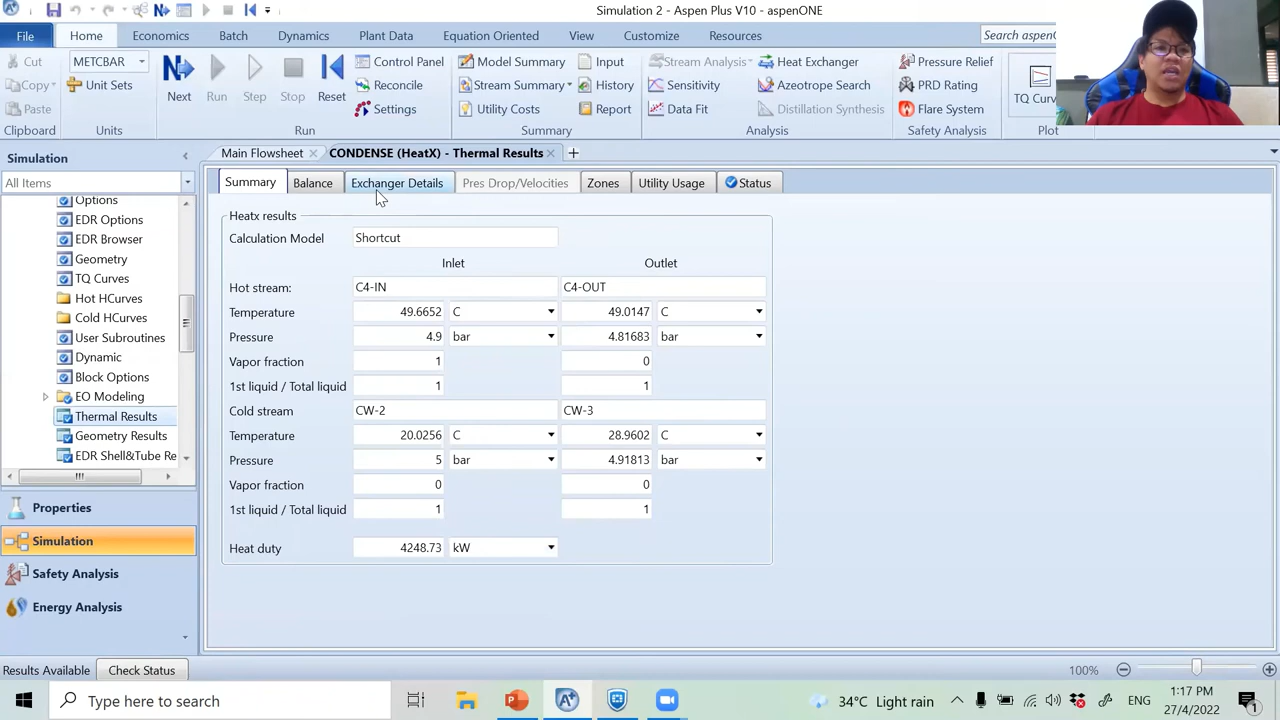 Simulation 2 - Aspen Plus V10 - aspenONE
File Home Economics Batch Dynamics Plant Data Equation Oriented View Customize Resources Search aspenO
Cut METCBAR Control Panel Model Summary Input Stream Analysis Heat Exchanger Pressure Relief
Copy Unit Sets Next Run Step Stop Reset Reconcile Stream Summary History Sensitivity Azeotrope Search PRD Rating
Paste Settings Utility Costs Report Data Fit Distillation Synthesis Flare System TQ Curv
Clipboard Units Run Summary Analysis Safety Analysis Plot
Simulation Main Flowsheet CONDENSE (HeatX) - Thermal Results
All Items Summary Balance Exchanger Details Pres Drop/Velocities Zones Utility Usage Status
Options
EDR Options
EDR Browser
Geometry
TQ Curves
Hot HCurves
Cold HCurves
User Subroutines
Dynamic
Block Options
EO Modeling
Thermal Results
Geometry Results
EDR Shell&Tube Re
Properties
Simulation
Safety Analysis
Energy Analysis
Heatx results
Calculation Model Shortcut
Inlet Outlet
Hot stream: C4-IN C4-OUT
Temperature 49.6652 C 49.0147 C
Pressure 4.9 bar 4.81683 bar
Vapor fraction 1 0
1st liquid / Total liquid 1 1
Cold stream CW-2 CW-3
Temperature 20.0256 C 28.9602 C
Pressure 5 bar 4.91813 bar
Vapor fraction 0 0
1st liquid / Total liquid 1 1
Heat duty 4248.73 kW
Results Available Check Status 100%
Type here to search 34°C Light rain ENG 1:17 PM
27/4/2022